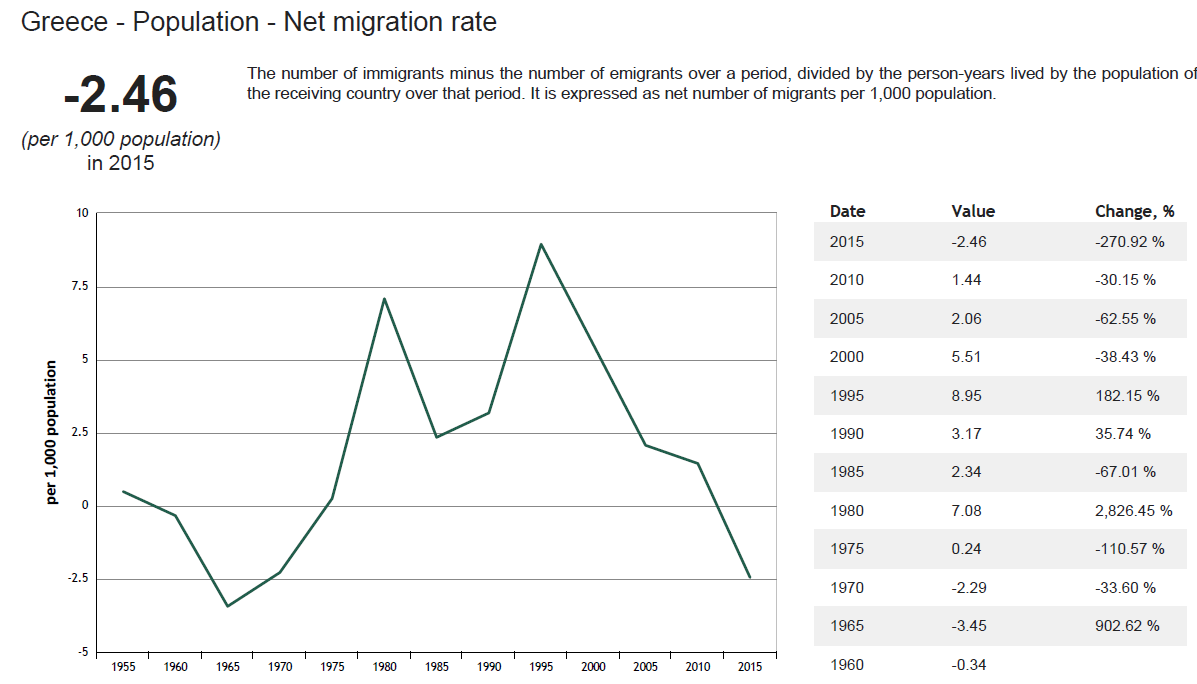 Greece - Population - Net migration rate
-2.46
(per 1,000 population)
in 2015
The number of immigrants minus the number of emigrants over a period, divided by the person-years lived by the population of
the receiving country over that period. It is expressed as net number of migrants per 1,000 population.
per 1,000 population
10
7.5
5
2.5
0
-2.5
-5
1955 1960 1965 1970 1975 1980 1985 1990 1995 2000 2005 2010 2015
Date Value Change, %
2015 -2.46 -270.92 %
2010 1.44 -30.15 %
2005 2.06 -62.55 %
2000 5.51 -38.43 %
1995 8.95 182.15 %
1990 3.17 35.74 %
1985 2.34 -67.01 %
1980 7.08 2,826.45 %
1975 0.24 -110.57 %
1970 -2.29 -33.60 %
1965 -3.45 902.62 %
1960 -0.34